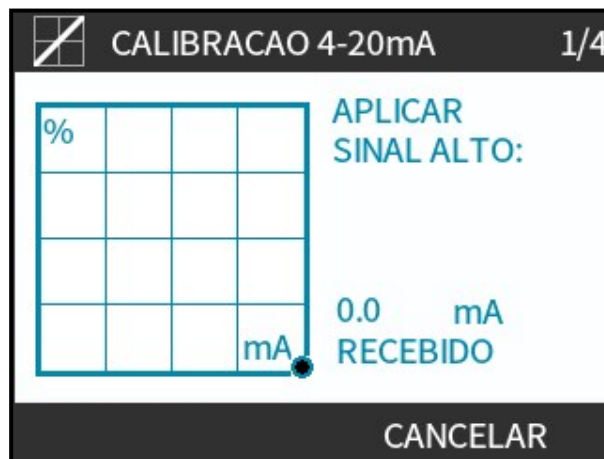 CALIBRACAO 4-20mA 1/4
%
APLICAR
SINAL ALTO:
0.0 mA
mA RECEBIDO
CANCELAR